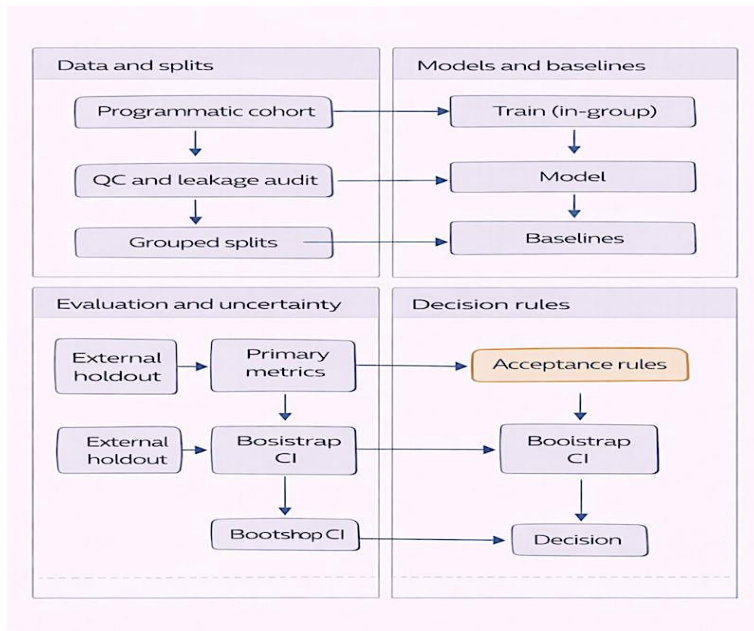 Data and splits
Programmatic cohort
QC and leakage audit
Grouped splits
Models and baselines
Train (in-group)
Model
Baselines
Evaluation and uncertainty
External
holdout
Primary
metrics
External
holdout
Bosistrap
CI
Bootshop CI
Decision rules
Acceptance rules
Booistrap
CI
Decision